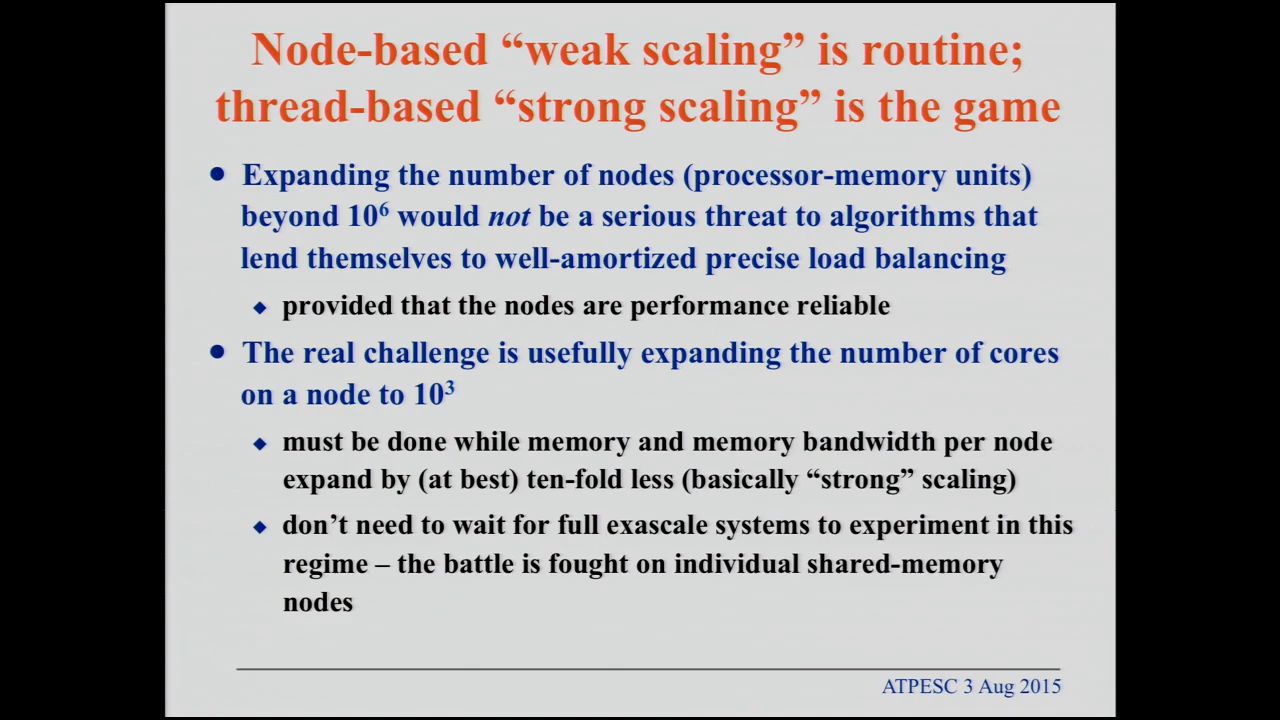 Node-based “weak scaling” is routine;
thread-based “strong scaling” is the game
● Expanding the number of nodes (processor-memory units)
beyond 10⁶ would not be a serious threat to algorithms that
lend themselves to well-amortized precise load balancing
◆ provided that the nodes are performance reliable
● The real challenge is usefully expanding the number of cores
on a node to 10³
◆ must be done while memory and memory bandwidth per node
expand by (at best) ten-fold less (basically “strong” scaling)
◆ don’t need to wait for full exascale systems to experiment in this
regime – the battle is fought on individual shared-memory
nodes
ATPESC 3 Aug 2015